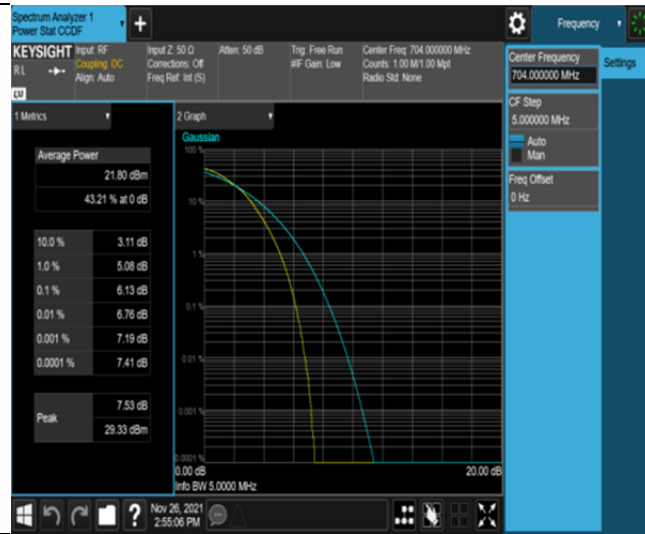 Spectrum Analyzer 1
Power Stat CCDF
+
Frequency
KEYSIGHT
RL
Input: RF
Coupling: DC
Align: Auto
Input Z: 50 Ω
Corrections: Off
Freq Ref: Int (S)
Atten: 50 dB
Trig: Free Run
#IF Gain: Low
Center Freq: 704.000000 MHz
Counts: 1.00 M/1.00 Mpt
Radio Std: None
Center Frequency
704.000000 MHz
Settings
CF Step
5.000000 MHz
Auto
Man
Freq Offset
0 Hz
1 Metrics
Average Power
21.80 dBm
43.21 % at 0 dB
10.0 % 3.11 dB
1.0 % 5.08 dB
0.1 % 6.13 dB
0.01 % 6.76 dB
0.001 % 7.19 dB
0.0001 % 7.41 dB
Peak
7.53 dB
29.33 dBm
2 Graph
Gaussian
100 %
10 %
1 %
0.1 %
0.01 %
0.001 %
0.0001 %
0.00 dB
20.00 dB
Info BW 5.0000 MHz
?
Nov 26, 2021
2:55:06 PM